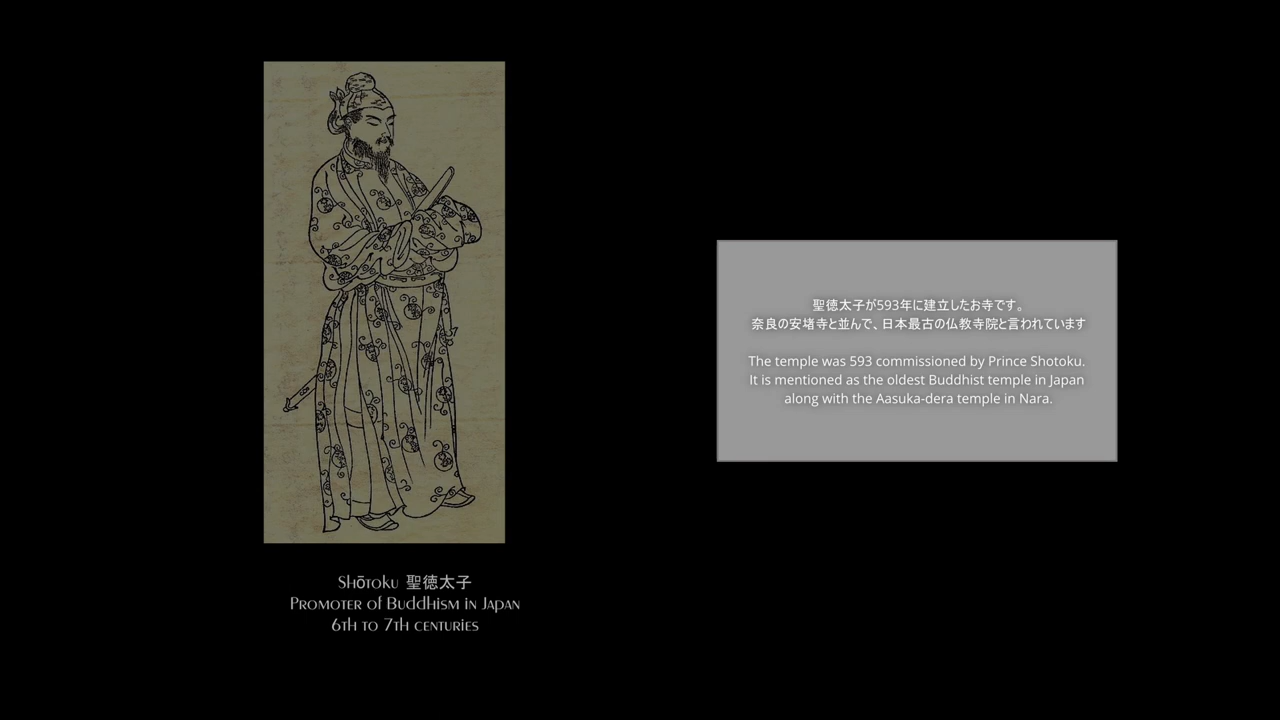 Shōtoku 聖徳太子
Promoter of Buddhism in Japan
6th to 7th centuries
聖徳太子が593年に建立したお寺です。
奈良の安堵寺と並んで、日本最古の仏教寺院と言われています
The temple was 593 commissioned by Prince Shotoku.
It is mentioned as the oldest Buddhist temple in Japan
along with the Aasuka-dera temple in Nara.